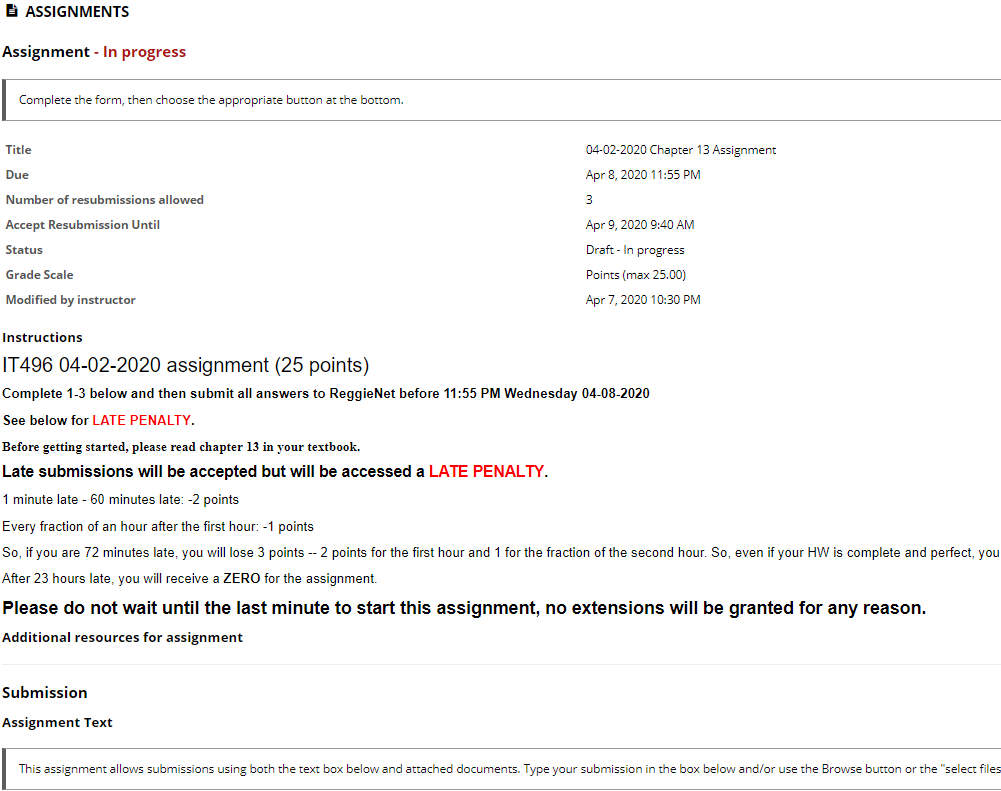 ASSIGNMENTS
Assignment - In progress
Complete the form, then choose the appropriate button at the bottom.
Title 04-02-2020 Chapter 13 Assignment
Due Apr 8, 2020 11:55 PM
Number of resubmissions allowed 3
Accept Resubmission Until Apr 9, 2020 9:40 AM
Status Draft - In progress
Grade Scale Points (max 25.00)
Modified by instructor Apr 7, 2020 10:30 PM
Instructions
IT496 04-02-2020 assignment (25 points)
Complete 1-3 below and then submit all answers to ReggieNet before 11:55 PM Wednesday 04-08-2020
See below for LATE PENALTY.
Before getting started, please read chapter 13 in your textbook.
Late submissions will be accepted but will be accessed a LATE PENALTY.
1 minute late - 60 minutes late: -2 points
Every fraction of an hour after the first hour: -1 points
So, if you are 72 minutes late, you will lose 3 points -- 2 points for the first hour and 1 for the fraction of the second hour. So, even if your HW is complete and perfect, you
After 23 hours late, you will receive a ZERO for the assignment.
Please do not wait until the last minute to start this assignment, no extensions will be granted for any reason.
Additional resources for assignment
Submission
Assignment Text
This assignment allows submissions using both the text box below and attached documents. Type your submission in the box below and/or use the Browse button or the "select files